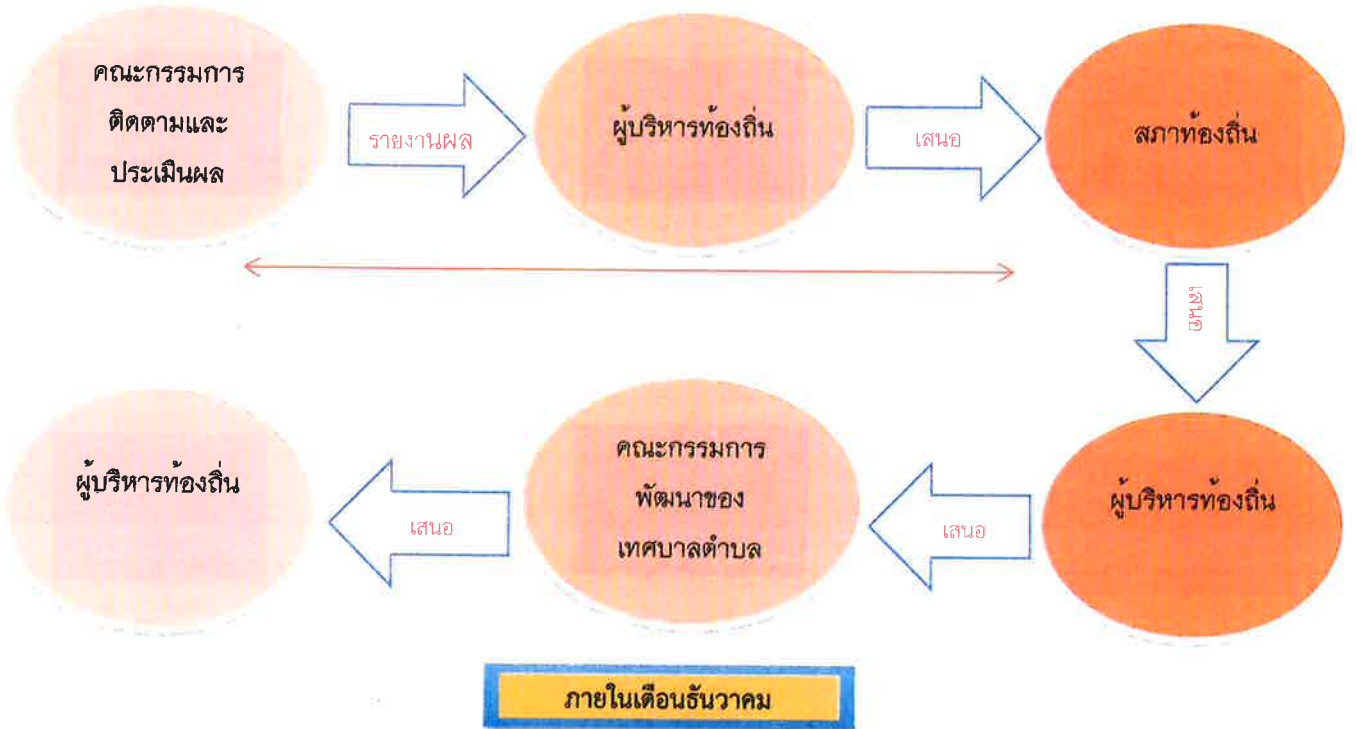 คณะกรรมการ
ติดตามและ
ประเมินผล
รายงานผล
ผู้บริหารท้องถิ่น
เสนอ
สภาท้องถิ่น
เสนอ
ผู้บริหารท้องถิ่น
เสนอ
คณะกรรมการ
พัฒนาของ
เทศบาลตำบล
เสนอ
ผู้บริหารท้องถิ่น
ภายในเดือนธันวาคม